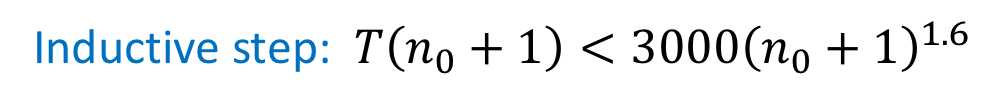 Inductive step: T(n₀ + 1) < 3000(n₀ + 1)^1.6